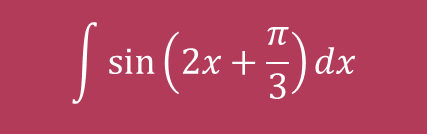 ∫ sin (2x + π/3) dx